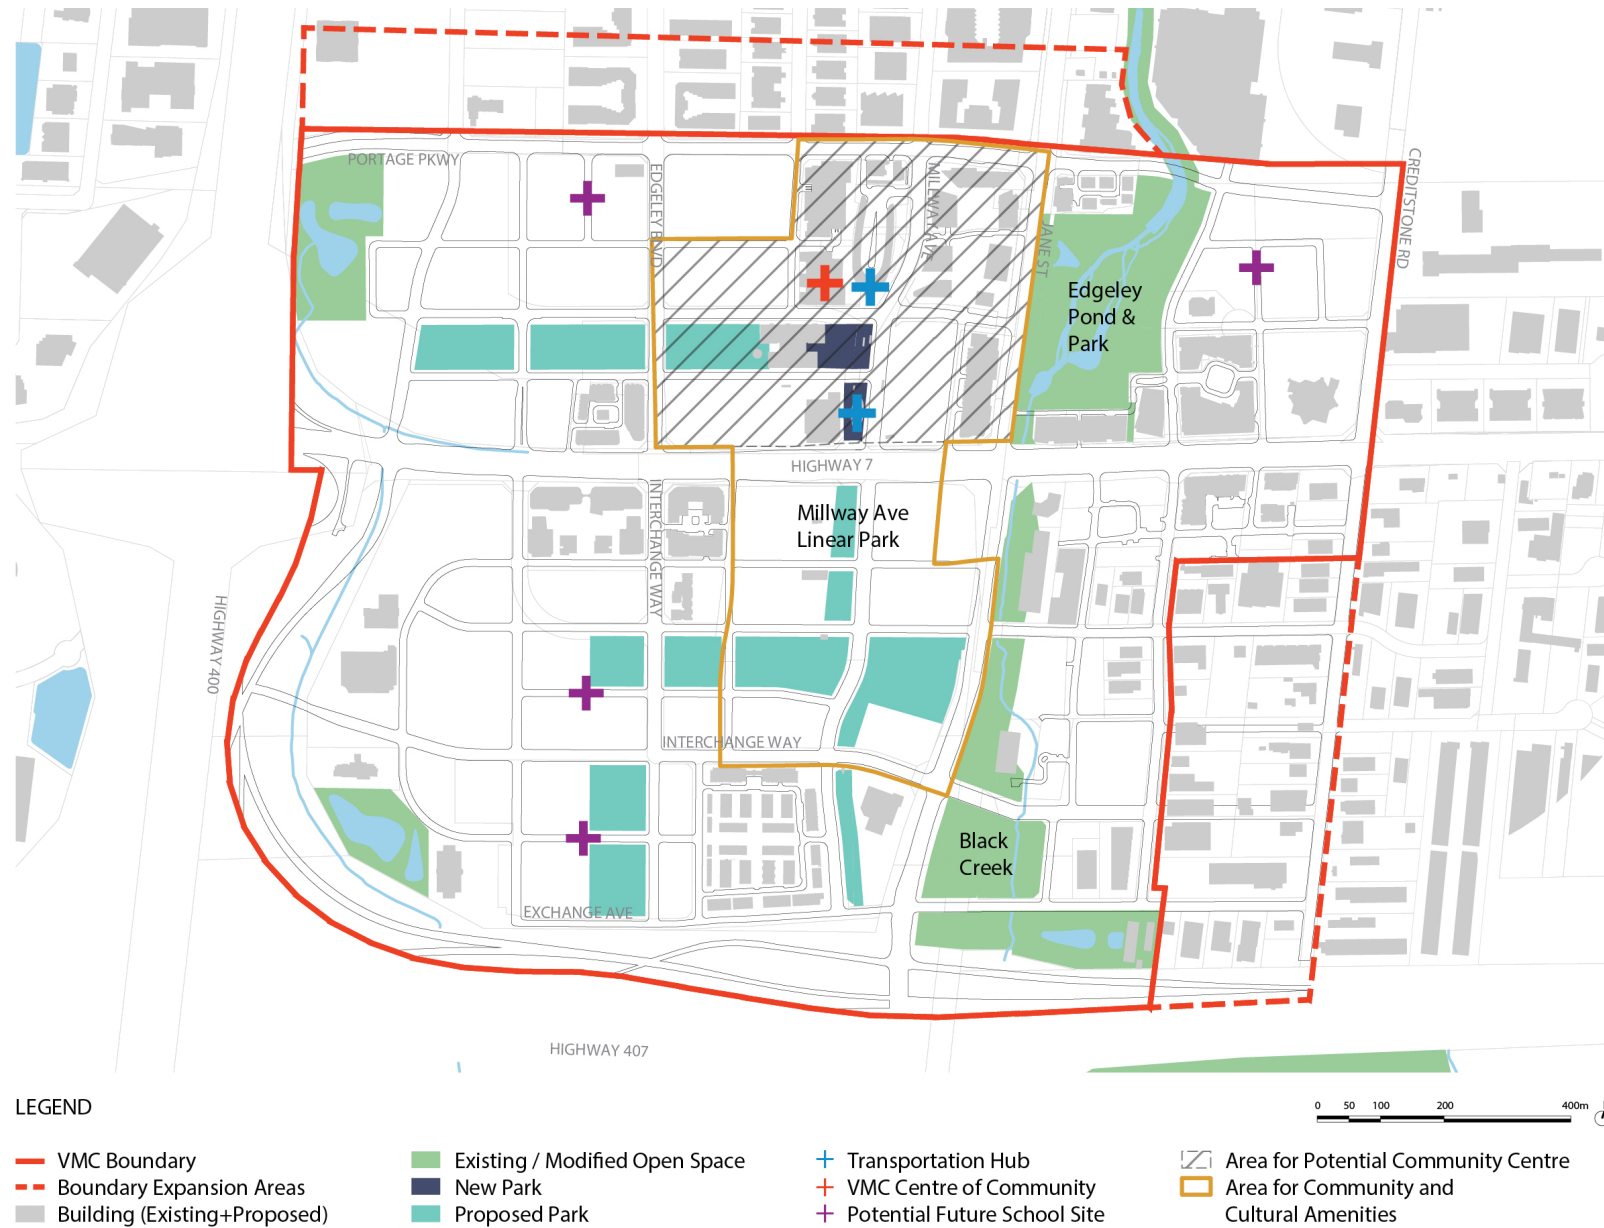 PORTAGE PKWY
EDGELEY BLVD
MILLWAY AVE
JANE ST
CREDITSTONE RD
Edgeley
Pond &
Park
HIGHWAY 7
Millway Ave
Linear Park
INTERCHANGE WAY
HIGHWAY 400
INTERCHANGE WAY
Black
Creek
EXCHANGE AVE
HIGHWAY 407
LEGEND
0 50 100 200 400m
VMC Boundary
Boundary Expansion Areas
Building (Existing+Proposed)
Existing / Modified Open Space
New Park
Proposed Park
Transportation Hub
VMC Centre of Community
Potential Future School Site
Area for Potential Community Centre
Area for Community and
Cultural Amenities